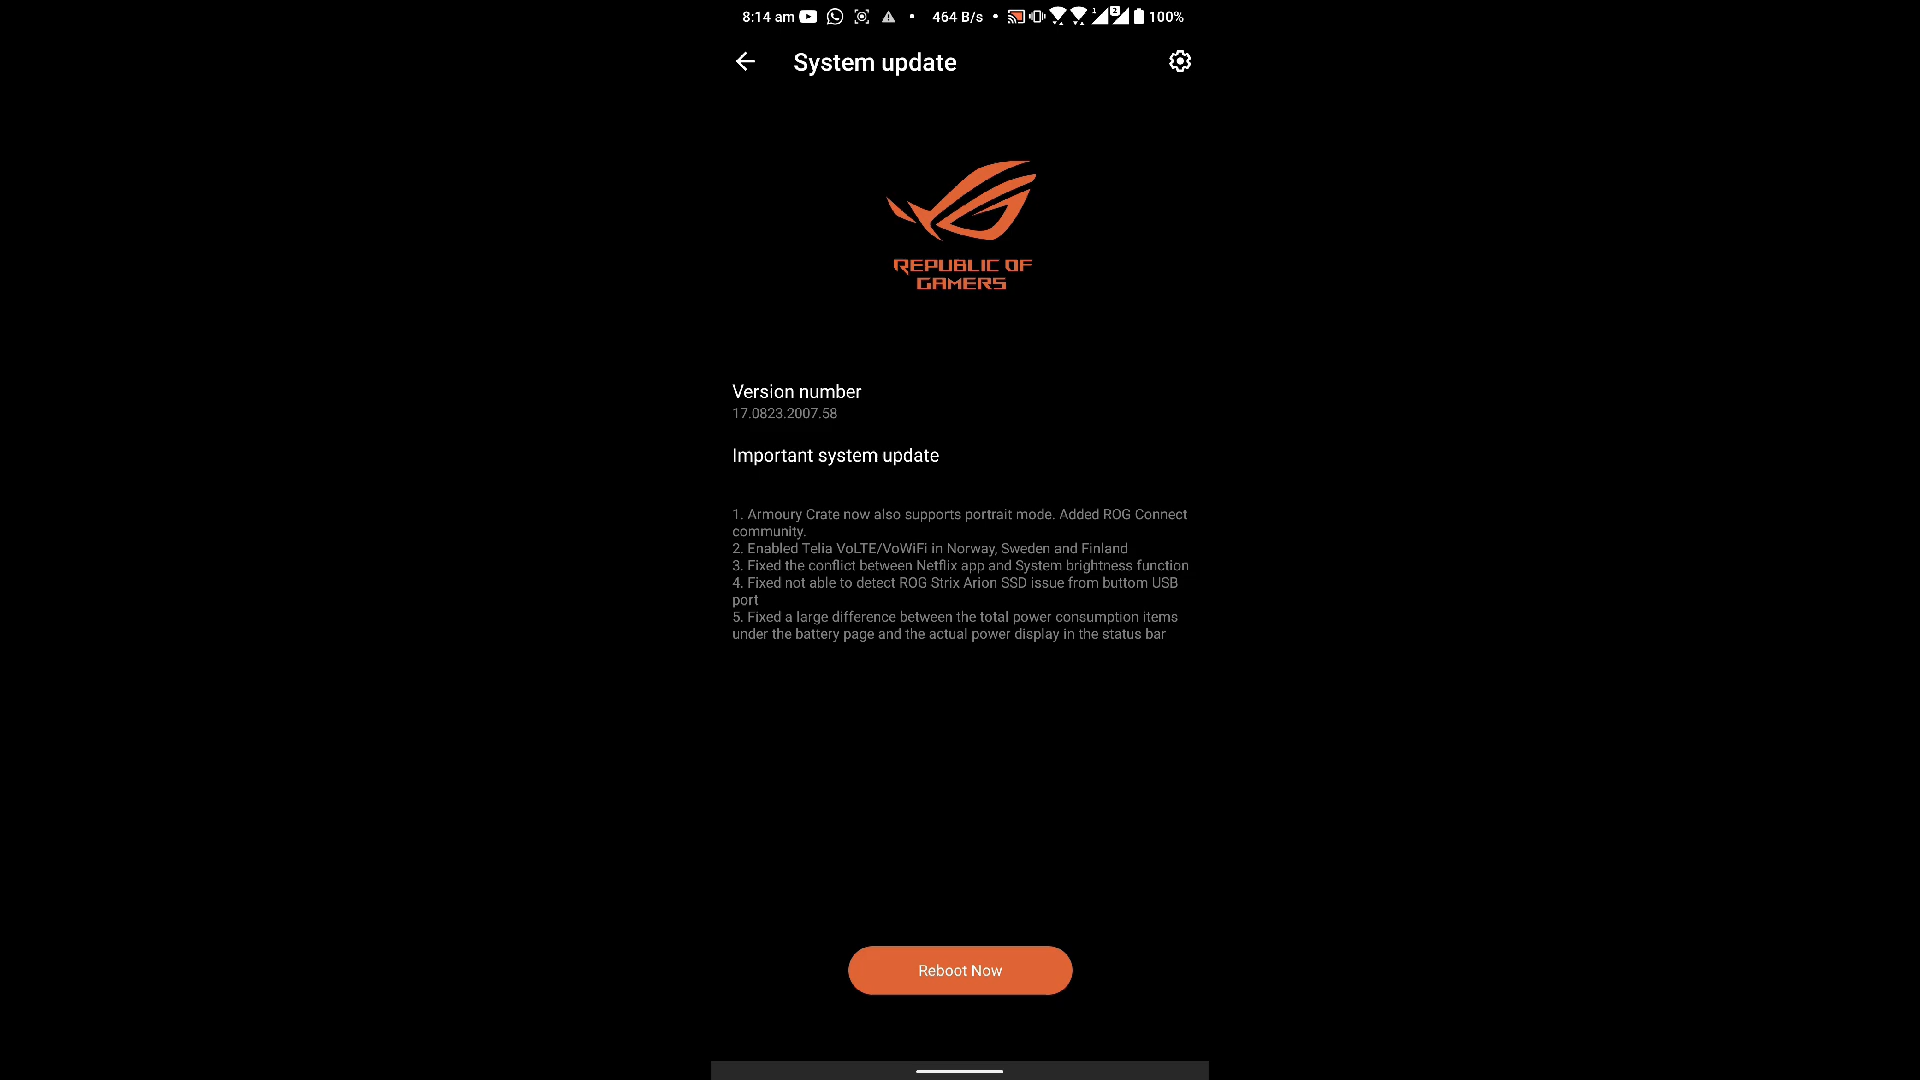 8:14 am • 464 B/s • 1 2 100%
System update
REPUBLIC OF
GAMERS
Version number
17.0823.2007.58
Important system update
1. Armoury Crate now also supports portrait mode. Added ROG Connect
community.
2. Enabled Telia VoLTE/VoWiFi in Norway, Sweden and Finland
3. Fixed the conflict between Netflix app and System brightness function
4. Fixed not able to detect ROG Strix Arion SSD issue from buttom USB
port
5. Fixed a large difference between the total power consumption items
under the battery page and the actual power display in the status bar
Reboot Now